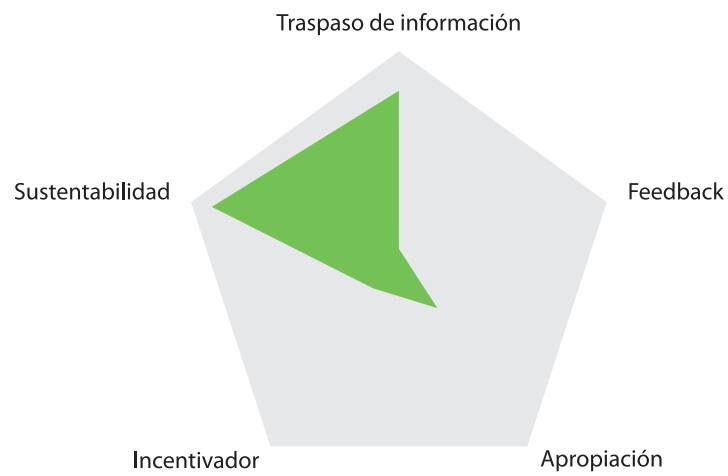 Traspaso de información
Sustentabilidad
Feedback
Incentivador
Apropiación